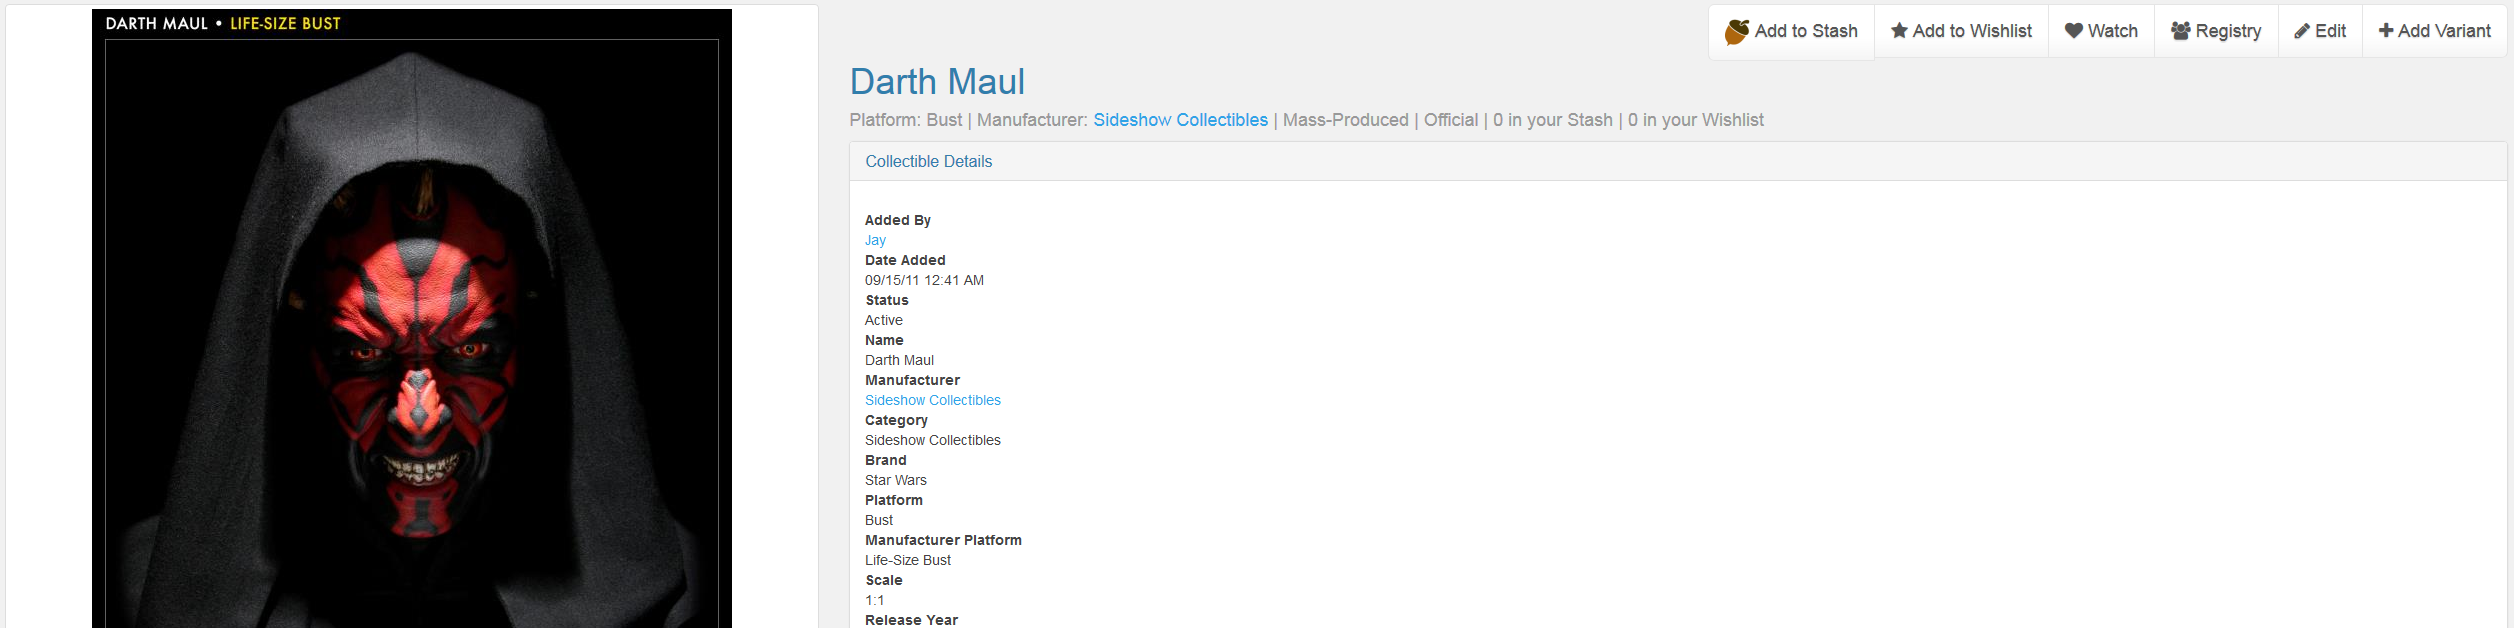 DARTH MAUL • LIFE-SIZE BUST
Add to Stash
Add to Wishlist
Watch
Registry
Edit
Add Variant
Darth Maul
Platform: Bust | Manufacturer: Sideshow Collectibles | Mass-Produced | Official | 0 in your Stash | 0 in your Wishlist
Collectible Details
Added By
Jay
Date Added
09/15/11 12:41 AM
Status
Active
Name
Darth Maul
Manufacturer
Sideshow Collectibles
Category
Sideshow Collectibles
Brand
Star Wars
Platform
Bust
Manufacturer Platform
Life-Size Bust
Scale
1:1
Release Year